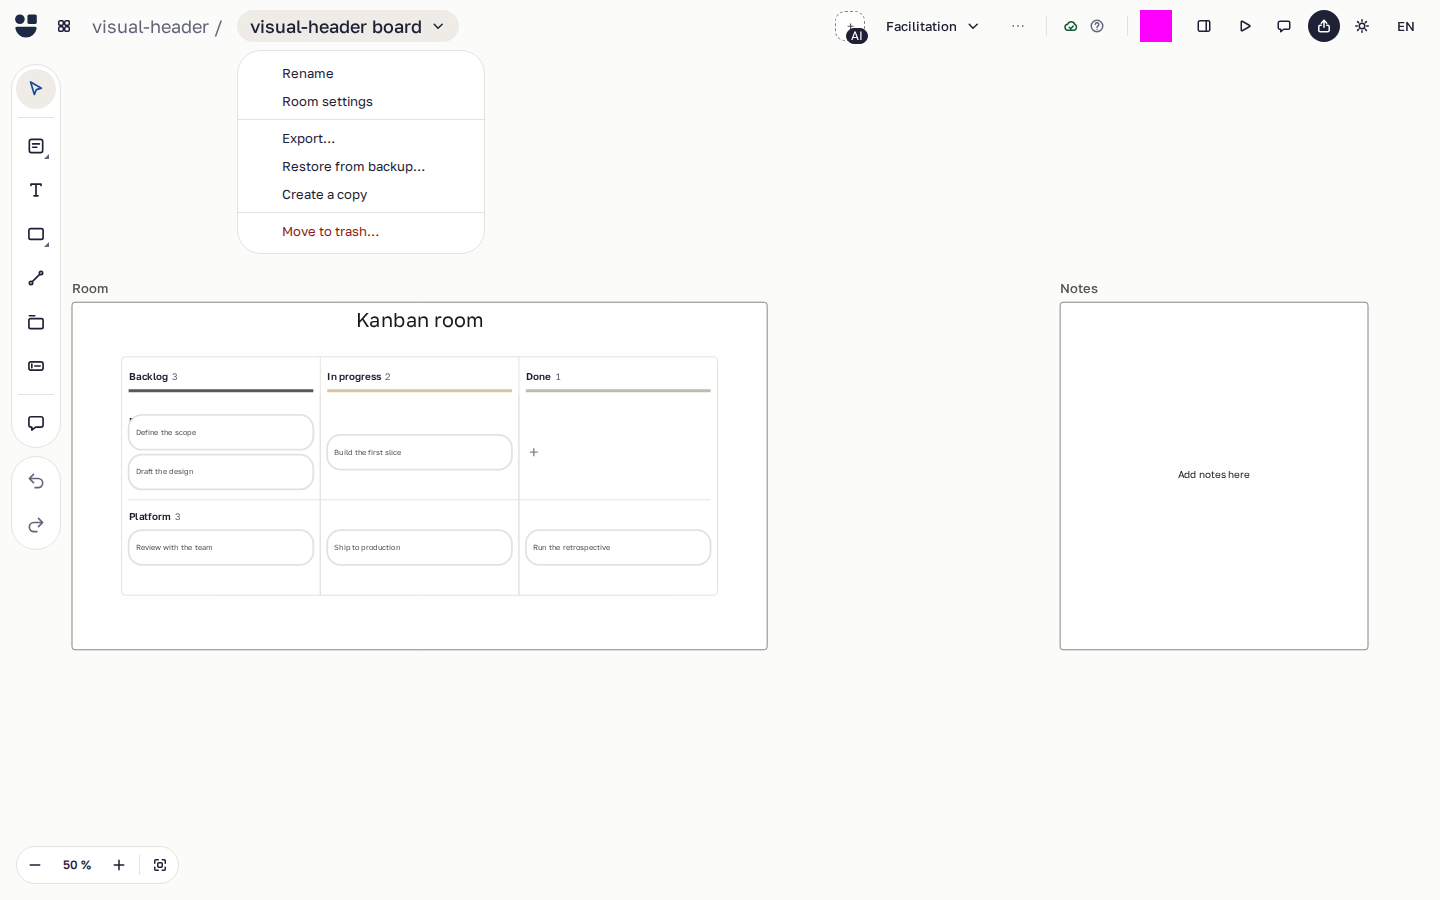 visual-header / visual-header board
AI
Facilitation
EN
Rename
Room settings
Export...
Restore from backup...
Create a copy
Move to trash...
Room
Notes
Kanban room
Backlog 3
In progress 2
Done 1
Define the scope
Build the first slice
Draft the design
Platform 3
Review with the team
Ship to production
Run the retrospective
Add notes here
50 %